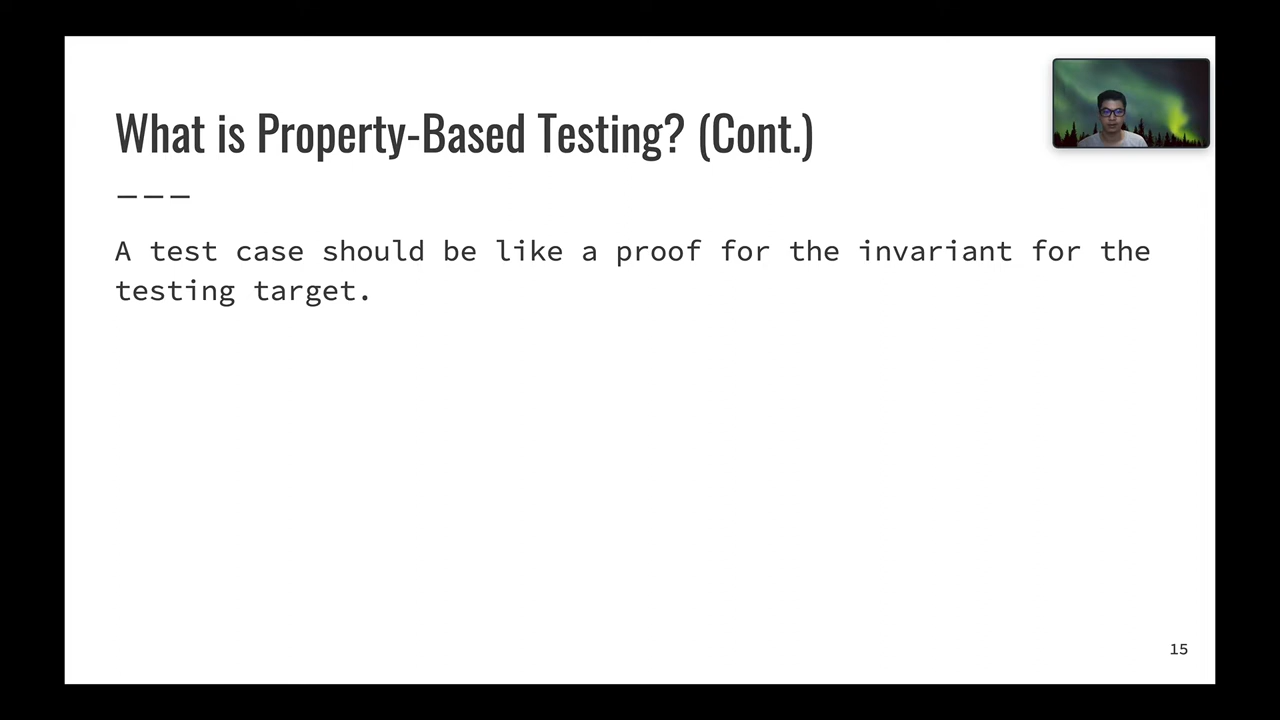 What is Property-Based Testing? (Cont.)
A test case should be like a proof for the invariant for the
testing target.
15